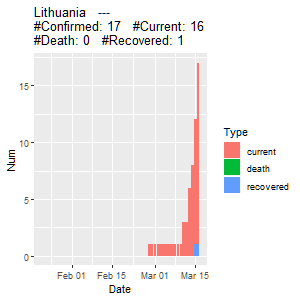 Lithuania   ---
#Confirmed: 17   #Current: 16
#Death: 0   #Recovered: 1
Num
15
10
5
0
Feb 01
Feb 15
Mar 01
Mar 15
Date
Type
current
death
recovered